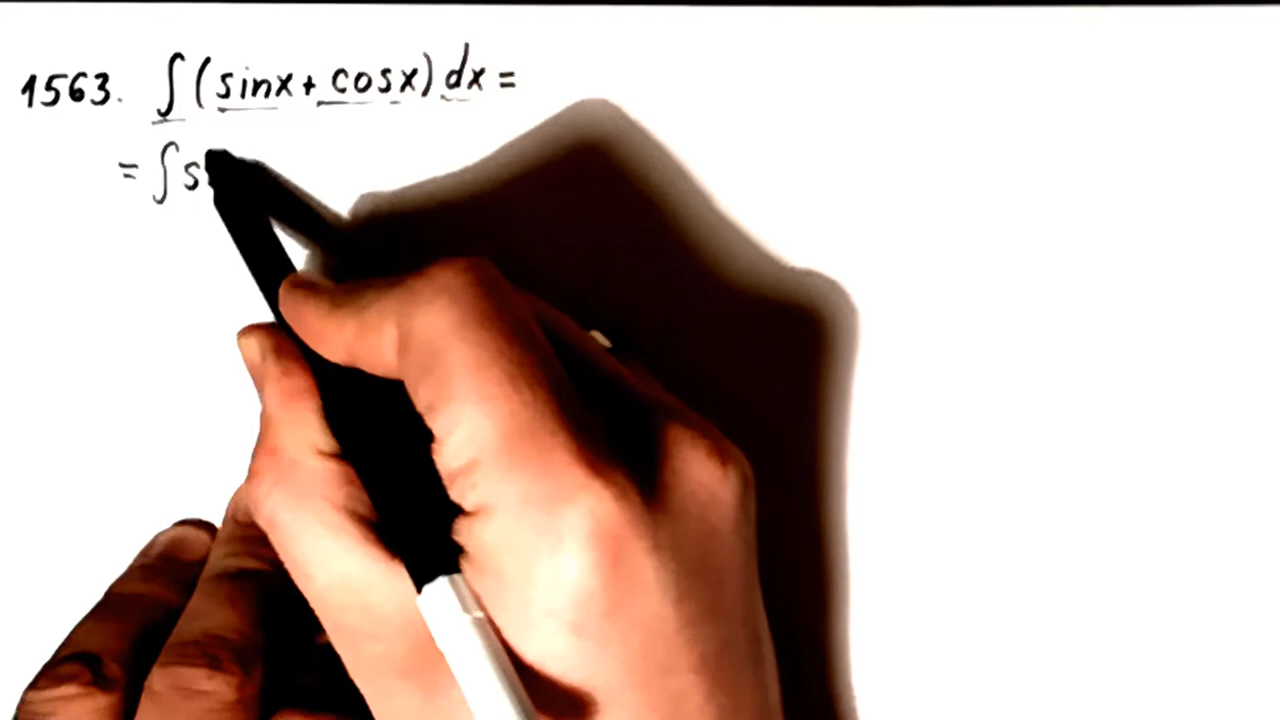 1563. ∫(sinx+cosx)dx=
=∫s